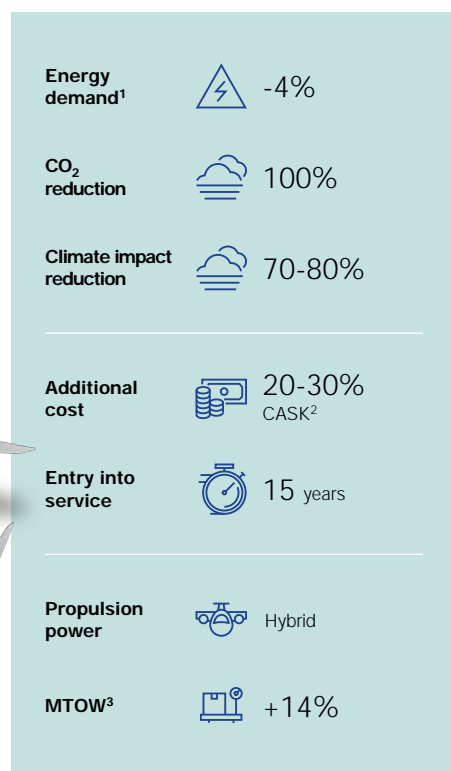 Energy
demand¹
-4%
CO₂
reduction
100%
Climate impact
reduction
70-80%
Additional
cost
20-30%
CASK²
Entry into
service
15 years
Propulsion
power
Hybrid
MTOW³
+14%